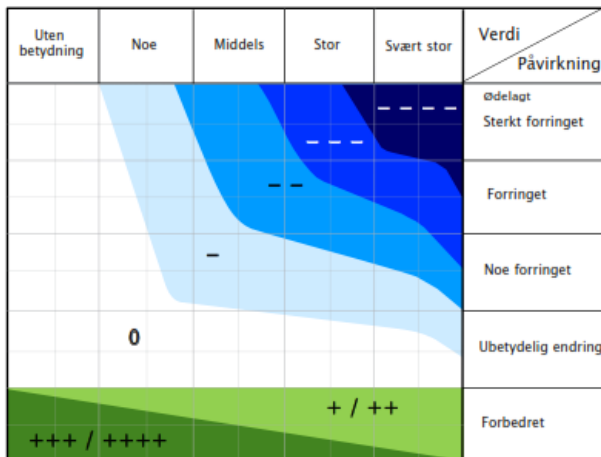 Uten
betydning
Noe
Middels
Stor
Svært stor
Verdi
Påvirkning
Ødelagt
Sterkt forringet
Forringet
Noe forringet
Ubetydelig endring
Forbedret
– – – –
– – –
– –
–
0
+ / ++
+++ / ++++